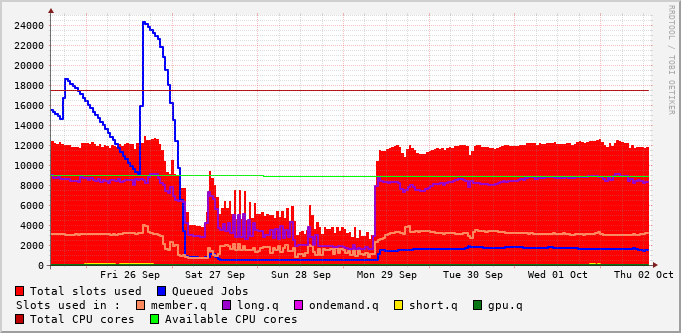 RRDTOOL / TOBI OETIKER
24000
22000
20000
18000
16000
14000
12000
10000
8000
6000
4000
2000
0
Fri 26 Sep Sat 27 Sep Sun 28 Sep Mon 29 Sep Tue 30 Sep Wed 01 Oct Thu 02 Oct
Total slots used Queued Jobs
Slots used in : member.q long.q ondemand.q short.q gpu.q
Total CPU cores Available CPU cores